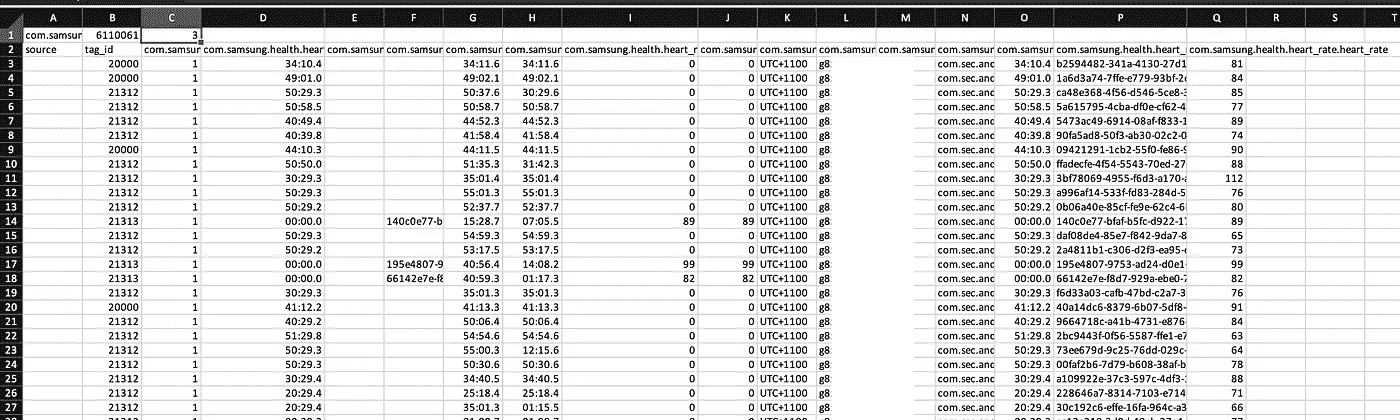 A B C D E F G H I J K L M N O P Q R S T
1 com.samsur 6110061 3
2 source tag_id com.samsur com.samsung.health.hear com.samsur com.samsur com.samsur com.samsur com.samsung.health.heart_r com.samsur com.samsur com.samsur com.samsur com.samsur com.samsur com.samsung.health.heart_ com.samsung.health.heart_rate.heart_rate
3 20000 1 34:10.4 34:11.6 34:11.6 0 0 UTC+1100 g8 com.sec.and 34:10.4 b2594482-341a-4130-27d1 81
4 20000 1 49:01.0 49:02.1 49:02.1 0 0 UTC+1100 g8 com.sec.and 49:01.0 1a6d3a74-7ffe-e779-93bf-2 84
5 21312 1 50:29.3 50:37.6 30:29.6 0 0 UTC+1100 g8 com.sec.and 50:29.3 ca48e368-4f56-d546-5ce8- 85
6 21312 1 50:58.5 50:58.7 50:58.7 0 0 UTC+1100 g8 com.sec.and 50:58.5 5a615795-4cba-df0e-cf62-4 77
7 21312 1 40:49.4 44:52.3 44:52.3 0 0 UTC+1100 g8 com.sec.and 40:49.4 5473ac49-6914-08af-f833-1 89
8 21312 1 40:39.8 41:58.4 41:58.4 0 0 UTC+1100 g8 com.sec.and 40:39.8 90fa5ad8-50f3-ab30-02c2-0 74
9 20000 1 44:10.3 44:11.5 44:11.5 0 0 UTC+1100 g8 com.sec.and 44:10.3 09421291-1cb2-55f0-fe86- 90
10 21312 1 50:50.0 51:35.3 31:42.3 0 0 UTC+1100 g8 com.sec.and 50:50.0 ffadecfe-4f54-5543-70ed-27 88
11 21312 1 30:29.3 35:01.4 35:01.4 0 0 UTC+1100 g8 com.sec.and 30:29.3 3bf78069-4955-f6d3-a170- 112
12 21312 1 50:29.3 55:01.3 55:01.3 0 0 UTC+1100 g8 com.sec.and 50:29.3 a996af14-533f-fd83-284d-5 76
13 21312 1 50:29.2 52:37.7 52:37.7 0 0 UTC+1100 g8 com.sec.and 50:29.2 0b06a40e-85cf-fe9e-62c4-6 80
14 21313 1 00:00.0 140c0e77-b 15:28.7 07:05.5 89 89 UTC+1100 g8 com.sec.and 00:00.0 140c0e77-bfaf-b5fc-d922-1 89
15 21312 1 50:29.3 54:59.3 54:59.3 0 0 UTC+1100 g8 com.sec.and 50:29.3 daf08de4-85e7-f842-9da7-8 65
16 21312 1 50:29.2 53:17.5 53:17.5 0 0 UTC+1100 g8 com.sec.and 50:29.2 2a4811b1-c306-d2f3-ea95- 73
17 21313 1 00:00.0 195e4807-9 40:56.4 14:08.2 99 99 UTC+1100 g8 com.sec.and 00:00.0 195e4807-9753-ad24-d0e1 99
18 21313 1 00:00.0 66142e7e-f8 40:59.3 01:17.3 82 82 UTC+1100 g8 com.sec.and 00:00.0 66142e7e-f8d7-929a-ebe0- 82
19 21312 1 30:29.3 35:01.3 35:01.3 0 0 UTC+1100 g8 com.sec.and 30:29.3 f6d33a03-cafb-47bd-c2a7-3 76
20 20000 1 41:12.2 41:13.3 41:13.3 0 0 UTC+1100 g8 com.sec.and 41:12.2 40a14dc6-8379-6b07-5df8- 91
21 21312 1 40:29.2 50:06.4 50:06.4 0 0 UTC+1100 g8 com.sec.and 40:29.2 9664718c-a41b-4731-e876 84
22 21312 1 51:29.8 54:54.6 54:54.6 0 0 UTC+1100 g8 com.sec.and 51:29.8 2bc9443f-0f56-5587-ffe1-e7 63
23 21312 1 50:29.3 55:00.3 12:15.6 0 0 UTC+1100 g8 com.sec.and 50:29.3 73ee679d-9c25-76dd-029c- 64
24 21312 1 50:29.3 50:30.6 50:30.6 0 0 UTC+1100 g8 com.sec.and 50:29.3 00faf2b6-7d79-b608-38af-b 78
25 21312 1 30:29.4 34:40.5 34:40.5 0 0 UTC+1100 g8 com.sec.and 30:29.4 a109922e-37c3-597c-4df3- 88
26 21312 1 20:29.4 25:18.4 25:18.4 0 0 UTC+1100 g8 com.sec.and 20:29.4 228646a7-8314-7103-e714 71
27 21312 1 20:29.4 35:01.3 01:15.5 0 0 UTC+1100 g8 com.sec.and 20:29.4 30c192c6-effe-16fa-964c-a3 66